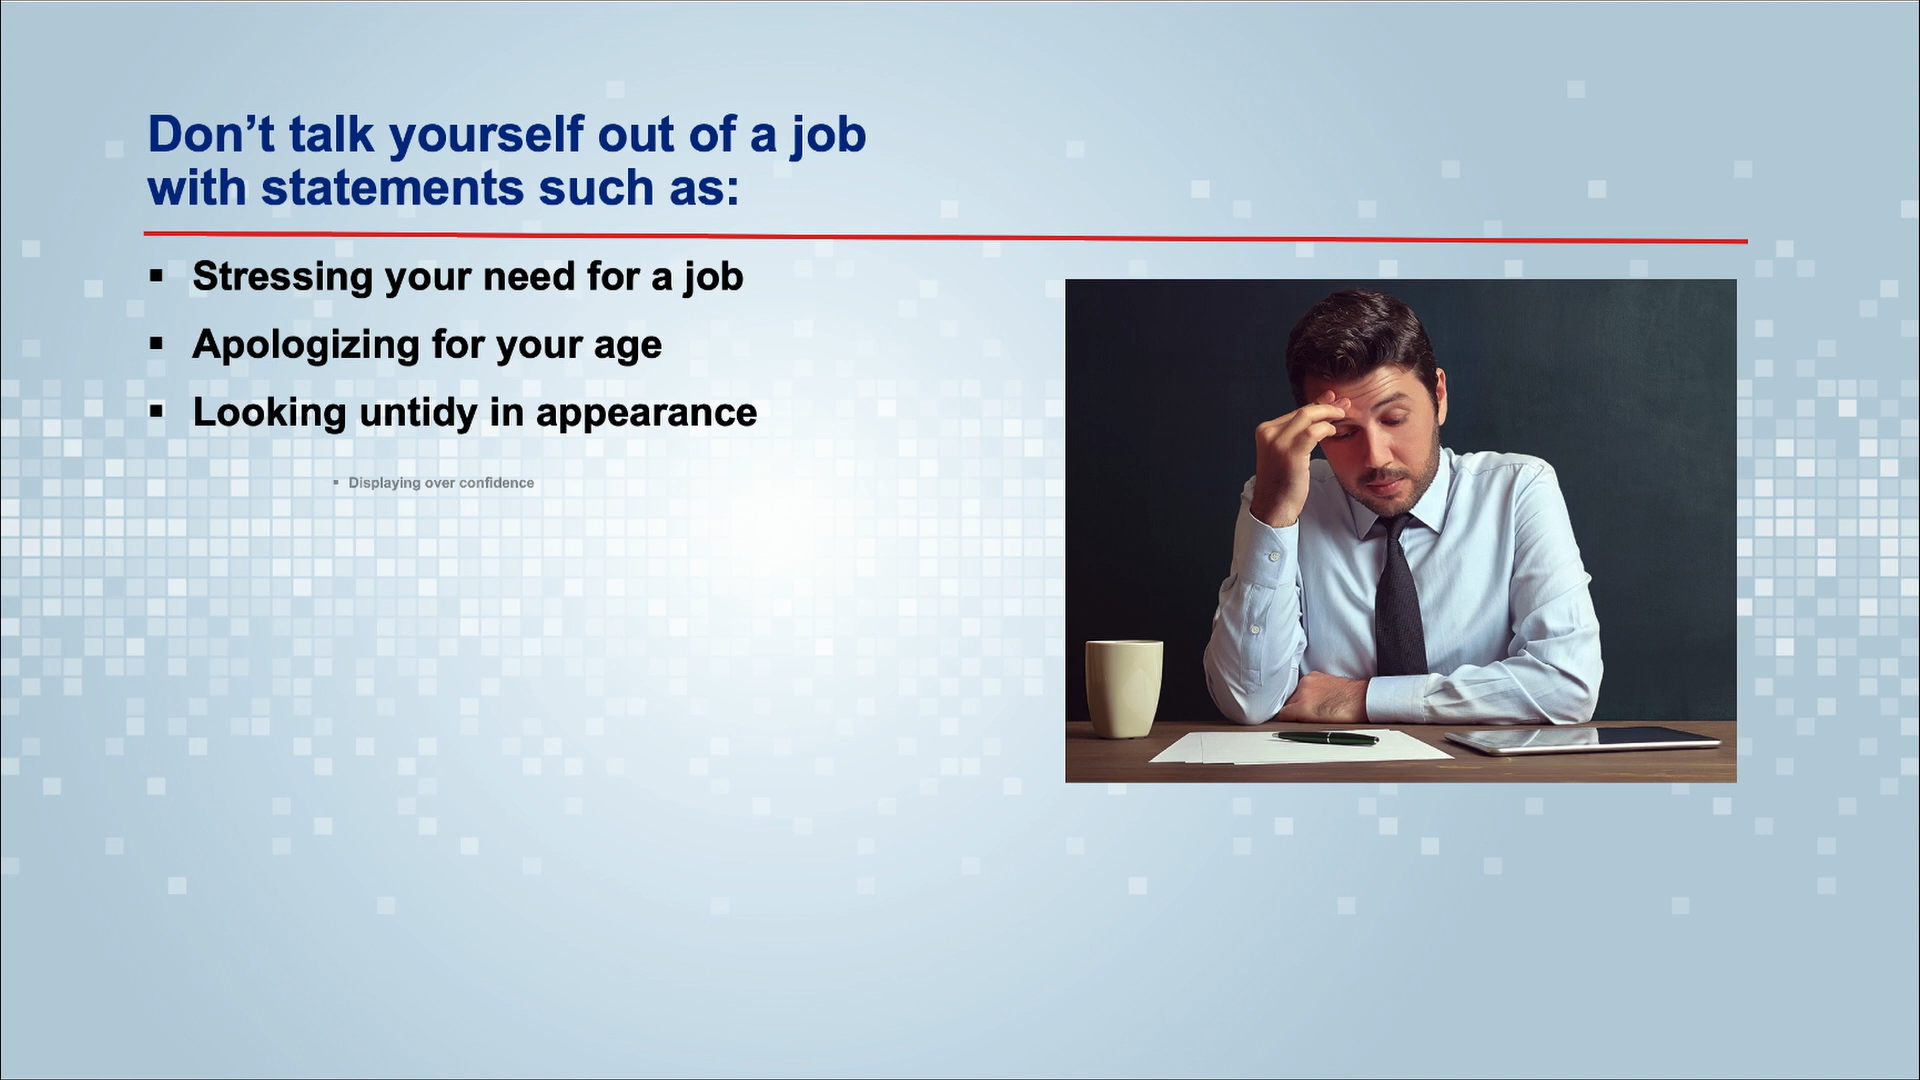 Don’t talk yourself out of a job
with statements such as:
▪ Stressing your need for a job
▪ Apologizing for your age
▪ Looking untidy in appearance
▪ Displaying over confidence